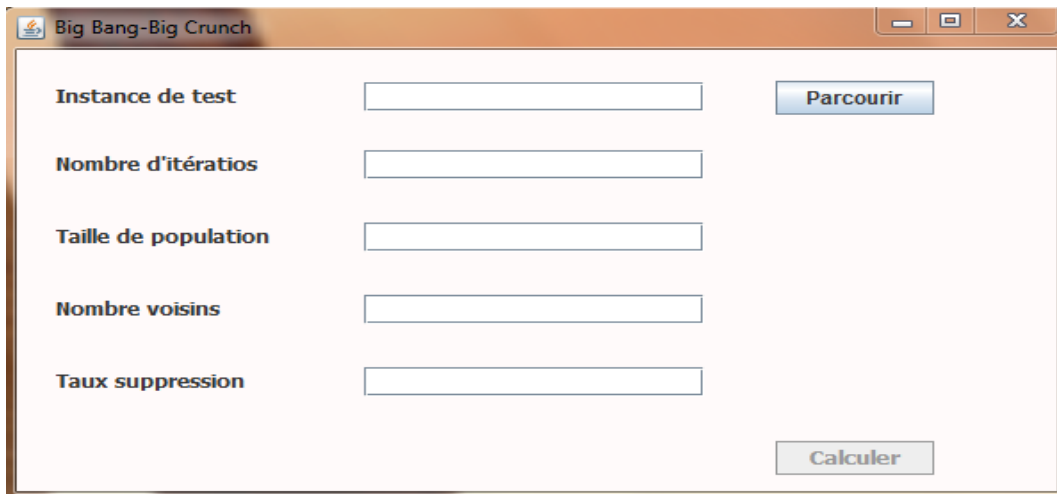 Big Bang-Big Crunch
Instance de test
Parcourir
Nombre d'itératios
Taille de population
Nombre voisins
Taux suppression
Calculer